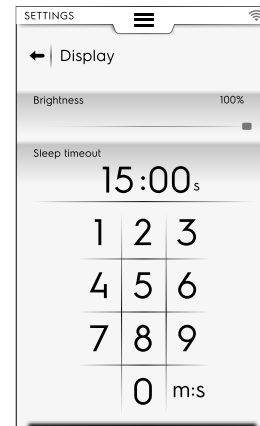 SETTINGS
Display
Brightness 100%
Sleep timeout
15:00s
1 2 3
4 5 6
7 8 9
0 m:s